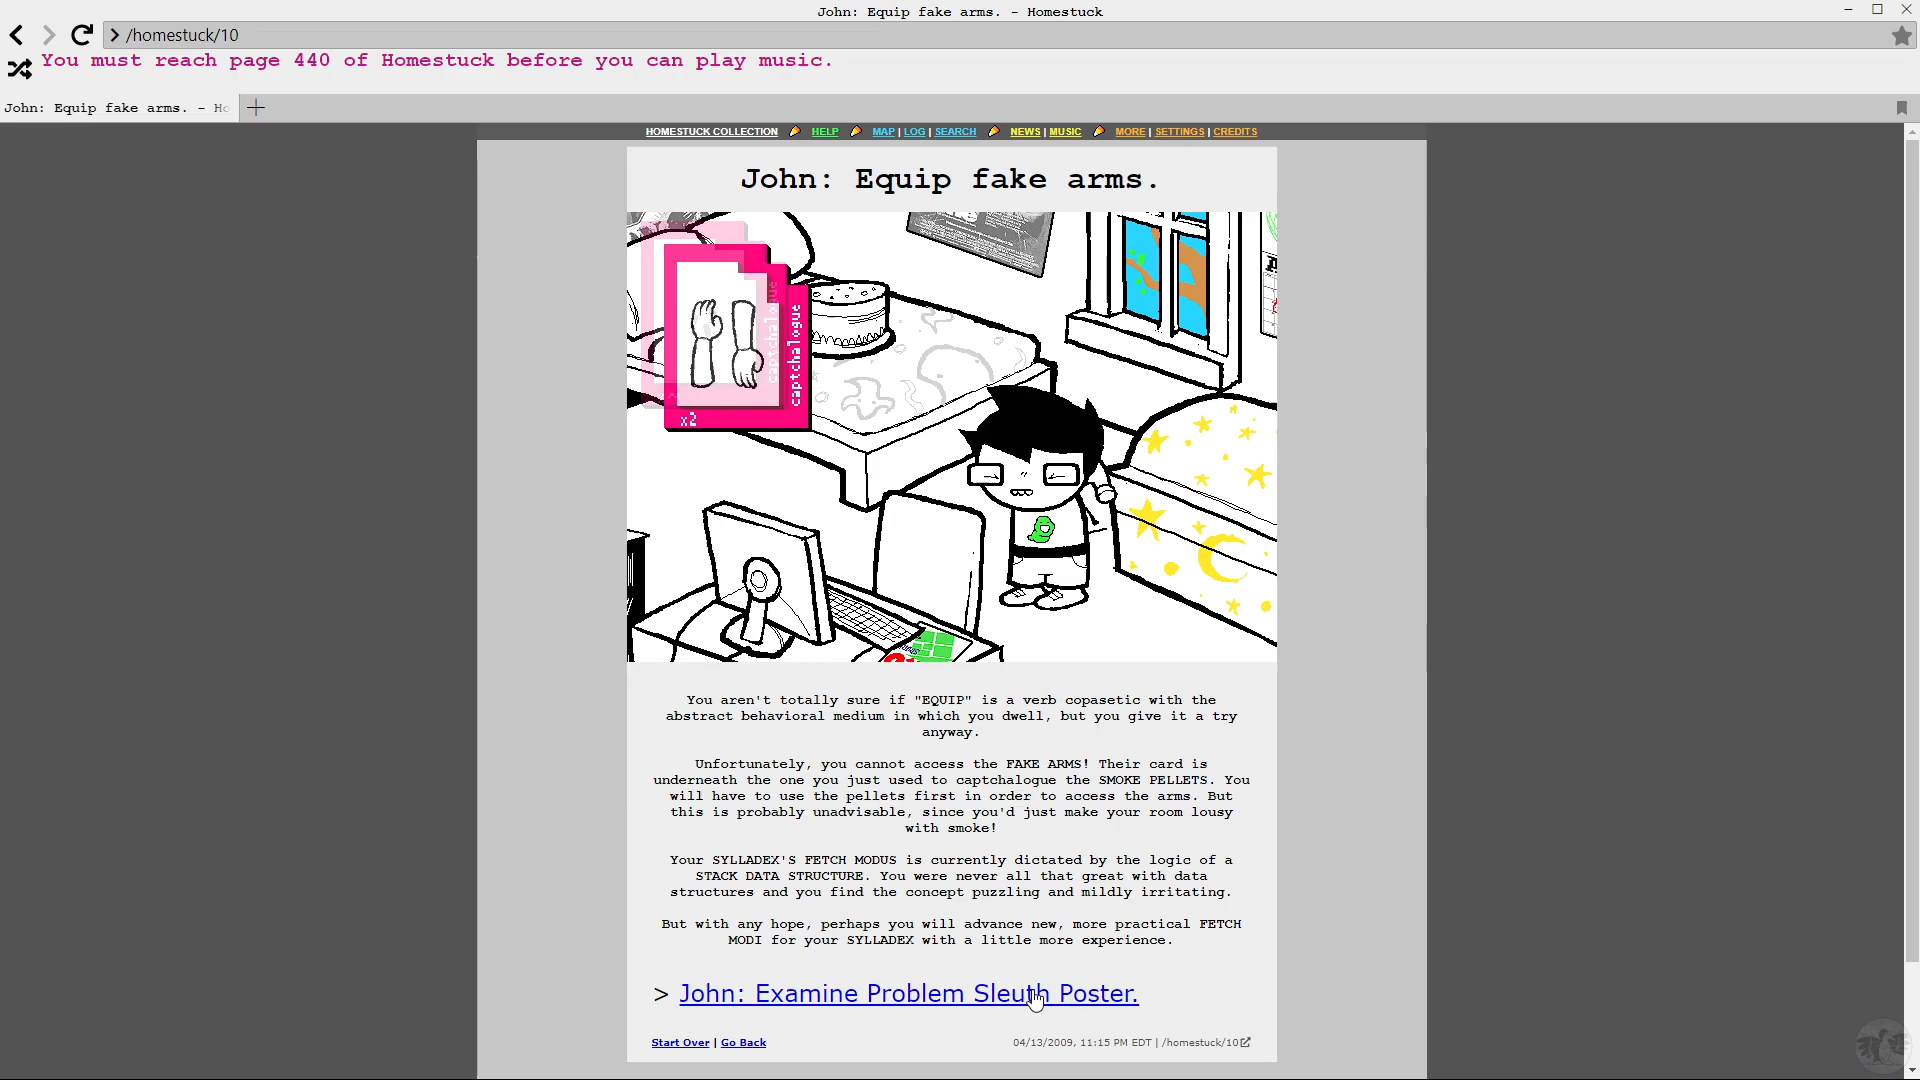 John: Equip fake arms. - Homestuck
/homestuck/10
You must reach page 440 of Homestuck before you can play music.
John: Equip fake arms. - Ho
HOMESTUCK COLLECTION HELP MAP | LOG | SEARCH NEWS | MUSIC MORE | SETTINGS | CREDITS
John: Equip fake arms.
captchalogue
captchalogue
x2
You aren't totally sure if "EQUIP" is a verb copasetic with the
abstract behavioral medium in which you dwell, but you give it a try
anyway.
Unfortunately, you cannot access the FAKE ARMS! Their card is
underneath the one you just used to captchalogue the SMOKE PELLETS. You
will have to use the pellets first in order to access the arms. But
this is probably unadvisable, since you'd just make your room lousy
with smoke!
Your SYLLADEX'S FETCH MODUS is currently dictated by the logic of a
STACK DATA STRUCTURE. You were never all that great with data
structures and you find the concept puzzling and mildly irritating.
But with any hope, perhaps you will advance new, more practical FETCH
MODI for your SYLLADEX with a little more experience.
> John: Examine Problem Sleuth Poster.
Start Over | Go Back
04/13/2009, 11:15 PM EDT | /homestuck/10